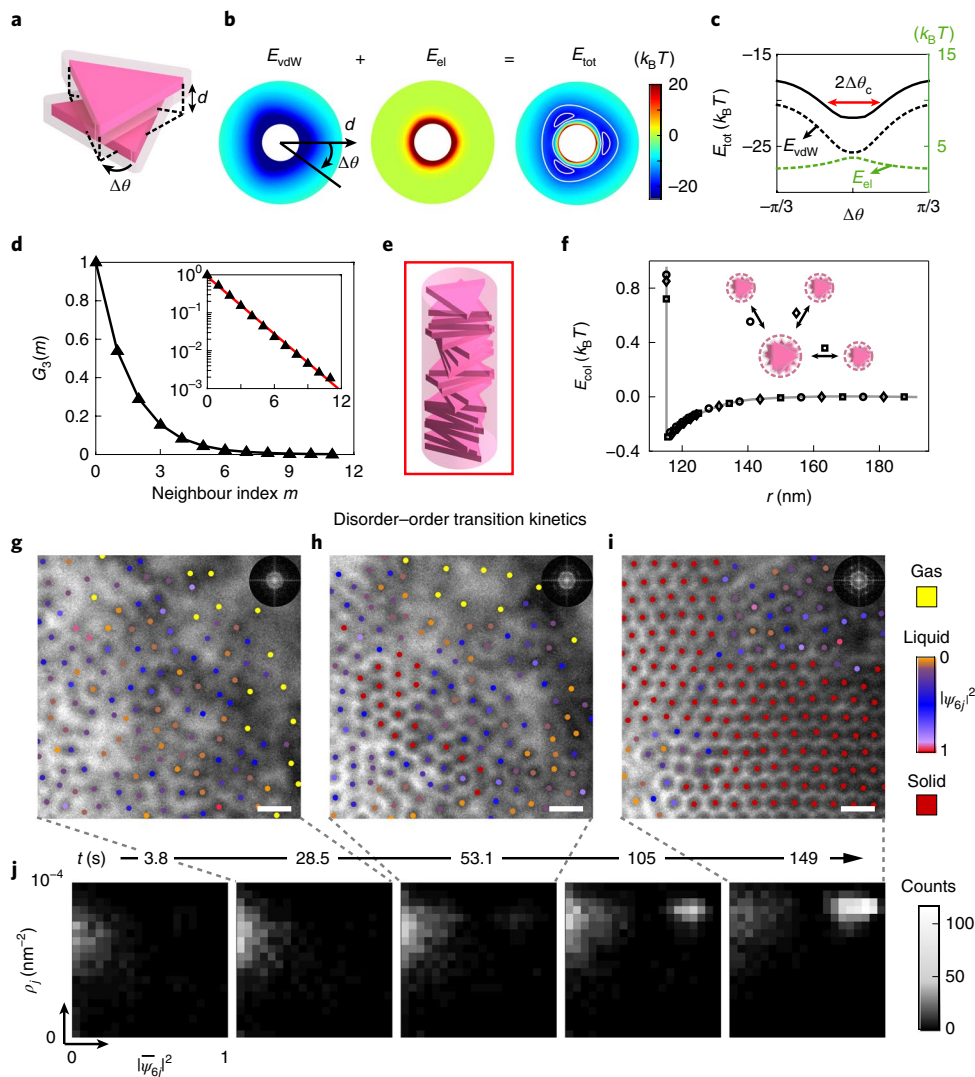 a
d
Δθ
b
E_vdW + E_el = E_tot (k_BT)
d
Δθ
20
10
0
−10
−20
c
(k_BT)
−15
−25
15
5
E_tot (k_BT)
2Δθ_c
E_vdW
E_el
−π/3 Δθ π/3
d
G_3(m)
1
0.8
0.6
0.4
0.2
0
0 3 6 9 12
Neighbour index m
10^0
10^−1
10^−2
10^−3
0 6 12
e
f
E_col (k_BT)
0.8
0.4
0.0
−0.4
120 140 160 180
r (nm)
Disorder–order transition kinetics
g
h
i
Gas
Liquid
0
|ψ_6j|^2
1
Solid
t (s) 3.8 28.5 53.1 105 149
j
10^−4
ρ_j (nm^−2)
0
0 1
|ψ̅_6j|^2
Counts
100
50
0